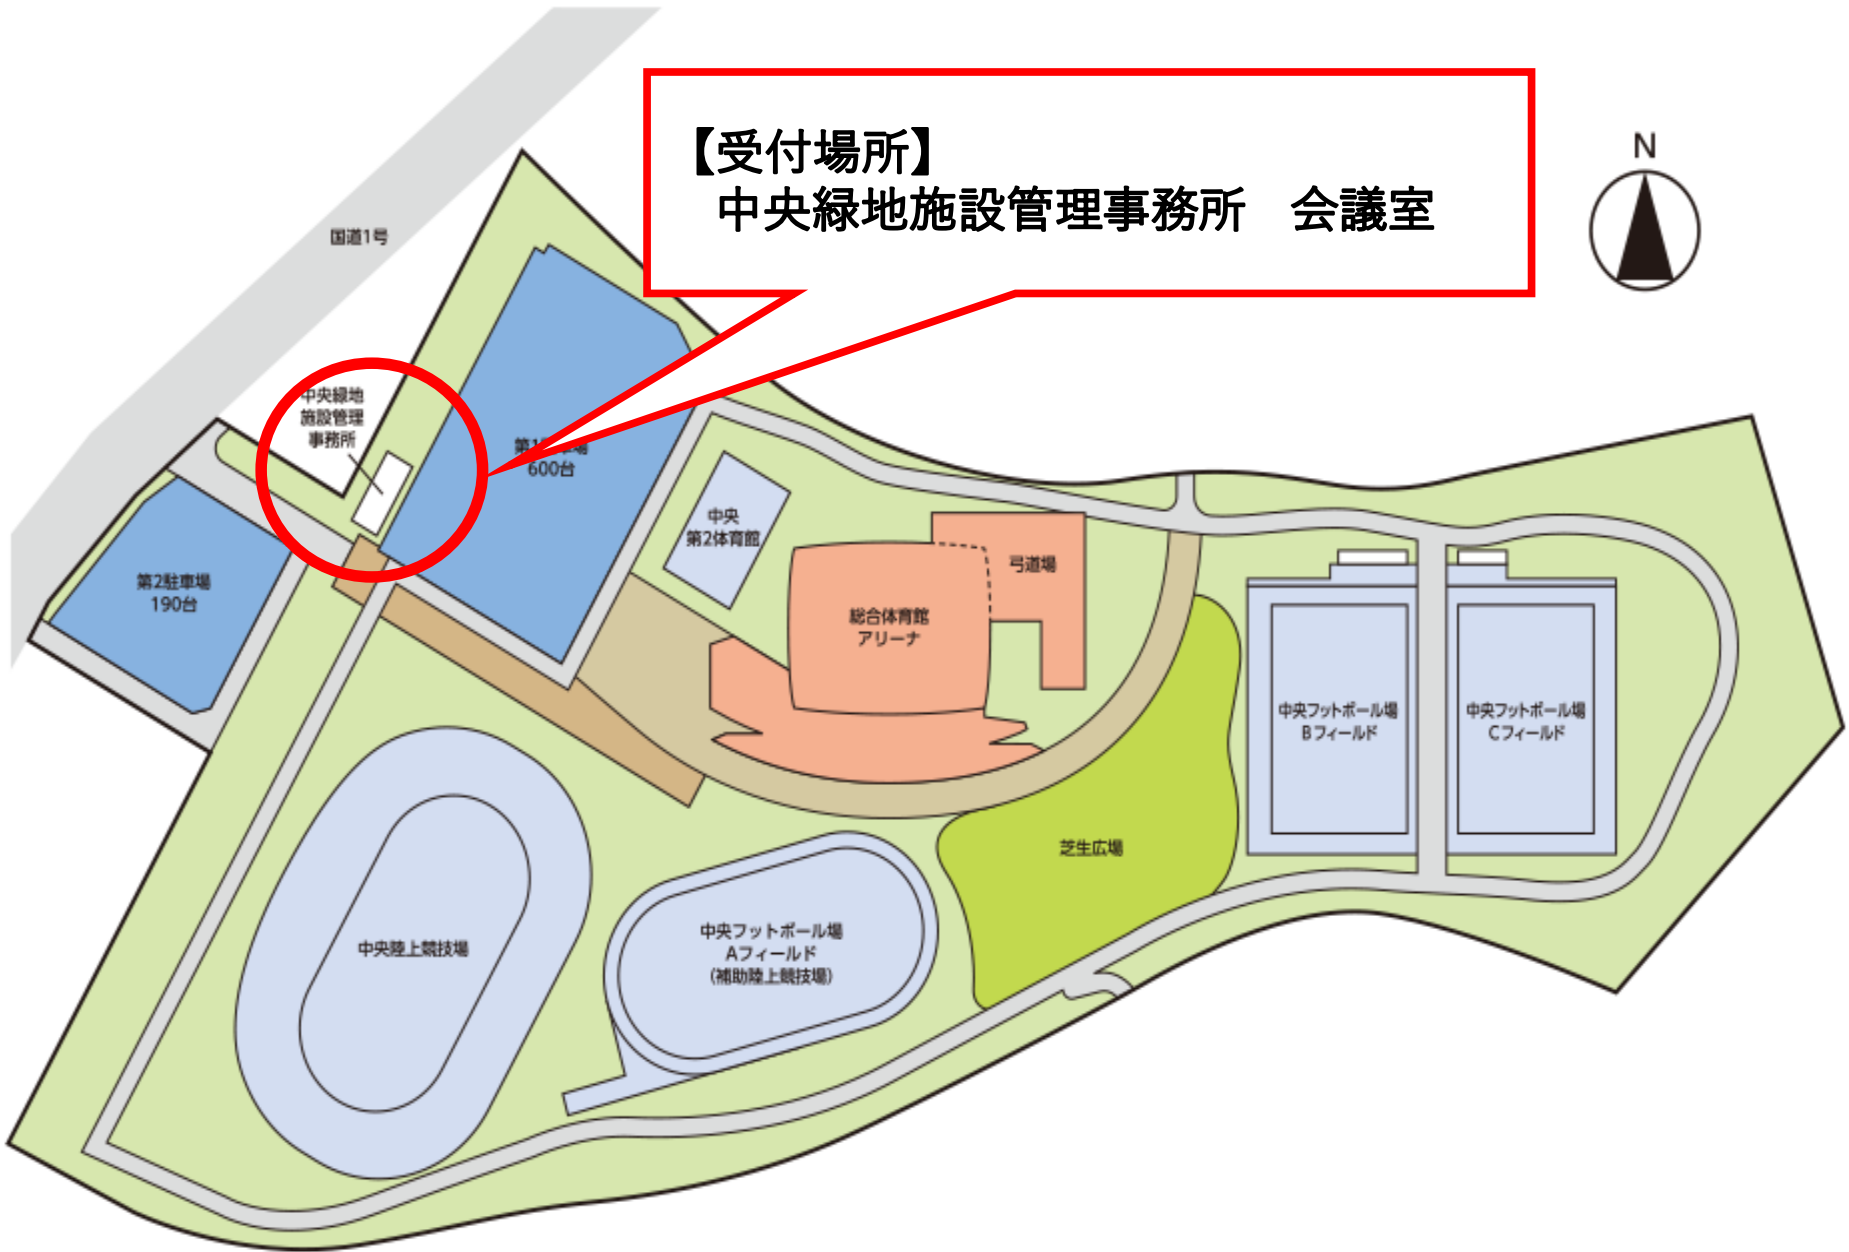 【受付場所】
中央緑地施設管理事務所　会議室
N
国道1号
中央緑地
施設管理
事務所
第1
場
600台
中央
第2体育館
弓道場
第2駐車場
190台
総合体育館
アリーナ
中央フットボール場
Bフィールド
中央フットボール場
Cフィールド
芝生広場
中央陸上競技場
中央フットボール場
Aフィールド
(補助陸上競技場)